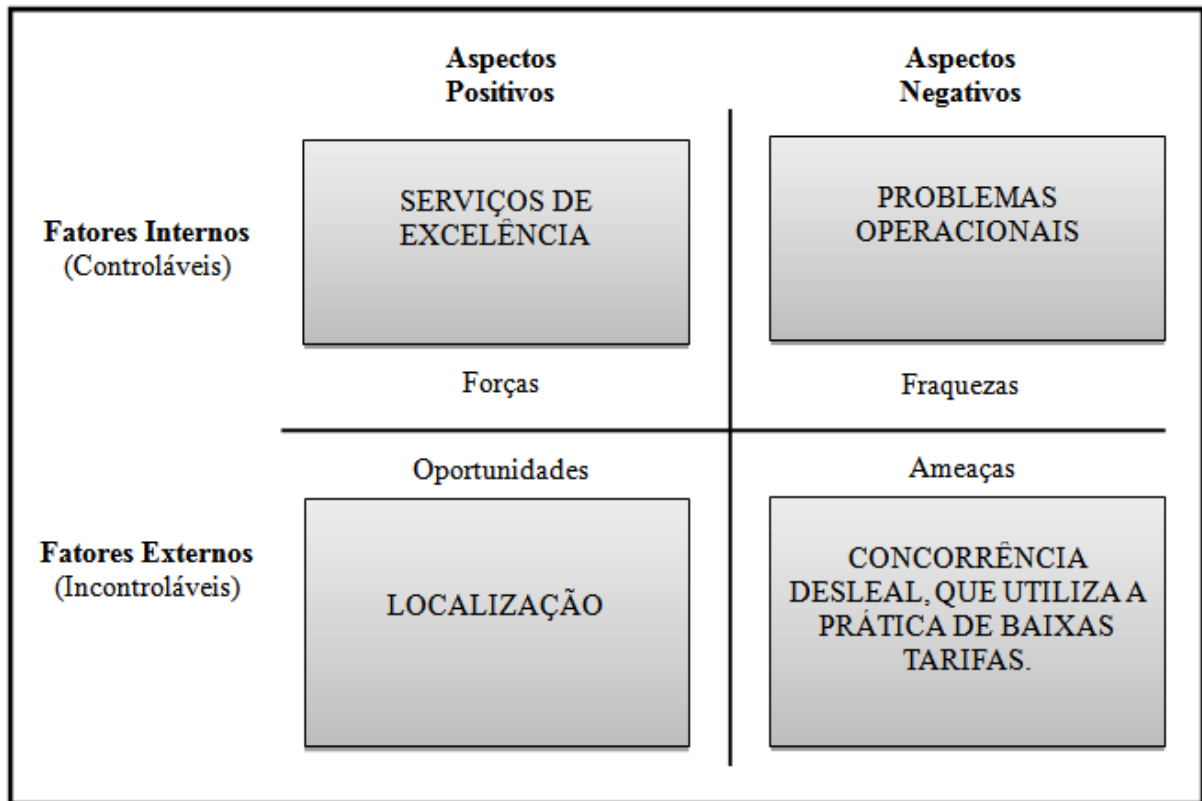 Aspectos
Positivos
Aspectos
Negativos
Fatores Internos
(Controláveis)
SERVIÇOS DE
EXCELÊNCIA
PROBLEMAS
OPERACIONAIS
Forças
Fraquezas
Oportunidades
Ameaças
Fatores Externos
(Incontroláveis)
LOCALIZAÇÃO
CONCORRÊNCIA
DESLEAL, QUE UTILIZA A
PRÁTICA DE BAIXAS
TARIFAS.